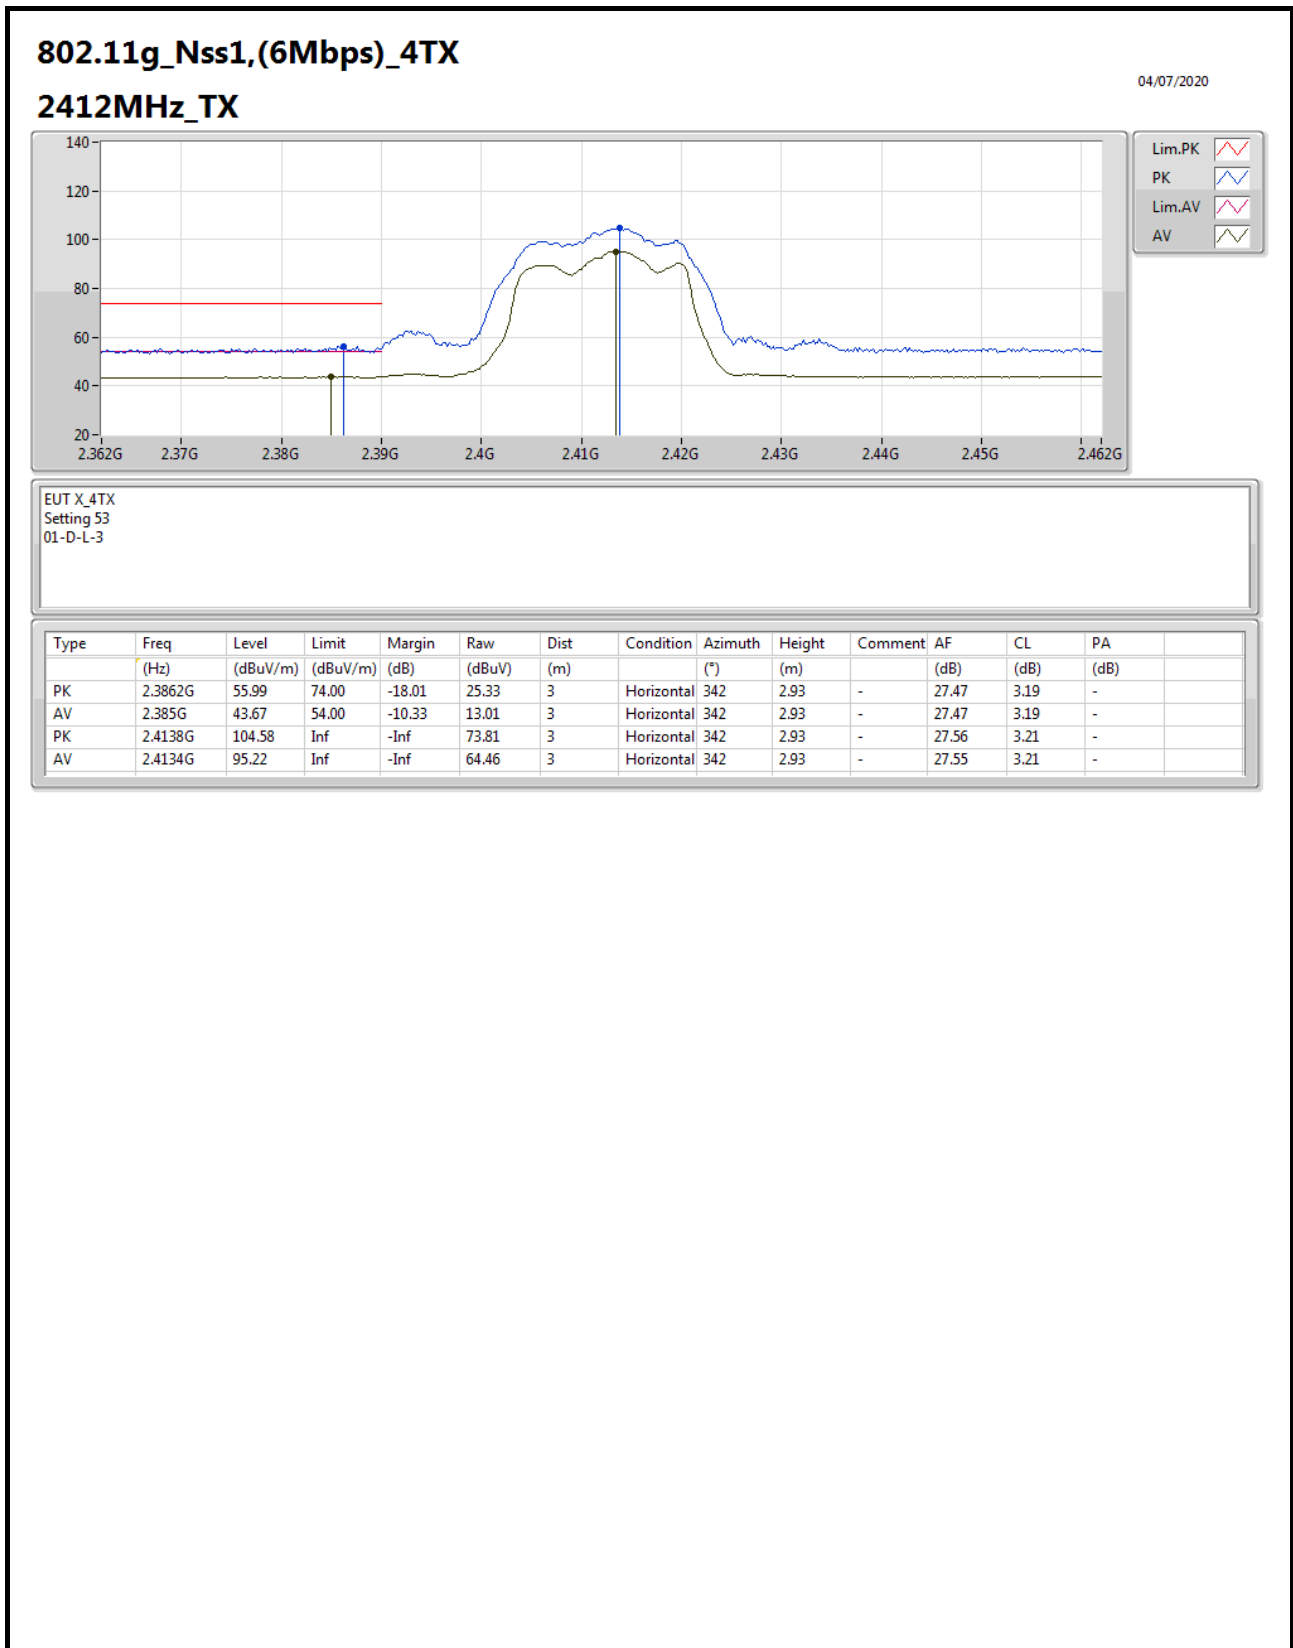 802.11g_Nss1,(6Mbps)_4TX
04/07/2020
2412MHz_TX
140
120
100
80
60
40
20
2.362G 2.37G 2.38G 2.39G 2.4G 2.41G 2.42G 2.43G 2.44G 2.45G 2.462G
Lim.PK
PK
Lim.AV
AV
EUT X_4TX
Setting 53
01-D-L-3
Type Freq Level Limit Margin Raw Dist Condition Azimuth Height Comment AF CL PA
(Hz) (dBuV/m) (dBuV/m) (dB) (dBuV) (m) (°) (m) (dB) (dB) (dB)
PK 2.3862G 55.99 74.00 -18.01 25.33 3 Horizontal 342 2.93 - 27.47 3.19 -
AV 2.385G 43.67 54.00 -10.33 13.01 3 Horizontal 342 2.93 - 27.47 3.19 -
PK 2.4138G 104.58 Inf -Inf 73.81 3 Horizontal 342 2.93 - 27.56 3.21 -
AV 2.4134G 95.22 Inf -Inf 64.46 3 Horizontal 342 2.93 - 27.55 3.21 -